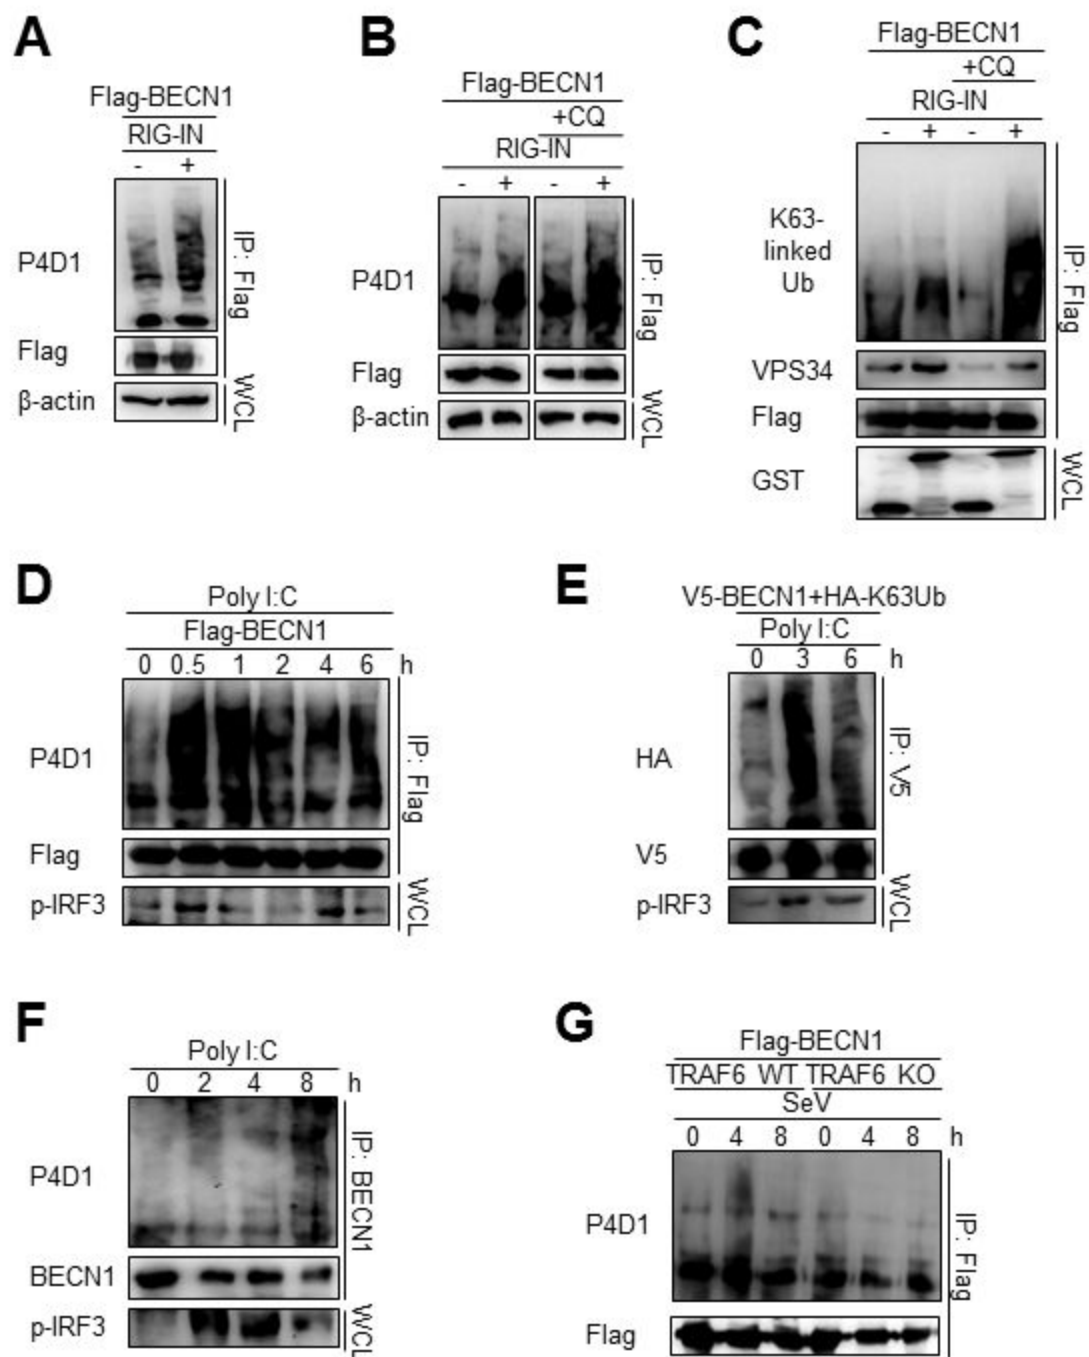 A
Flag-BECN1
RIG-IN
- +
P4D1
IP: Flag
Flag
β-actin
WCL
B
Flag-BECN1
+CQ
RIG-IN
- + - +
P4D1
IP: Flag
Flag
β-actin
WCL
C
Flag-BECN1
+CQ
RIG-IN
- + - +
K63-
linked
Ub
IP: Flag
VPS34
Flag
GST
WCL
D
Poly I:C
Flag-BECN1
0 0.5 1 2 4 6 h
P4D1
IP: Flag
Flag
p-IRF3
WCL
E
V5-BECN1+HA-K63Ub
Poly I:C
0 3 6 h
HA
IP: V5
V5
p-IRF3
WCL
F
Poly I:C
0 2 4 8 h
P4D1
IP: BECN1
BECN1
p-IRF3
WCL
G
Flag-BECN1
TRAF6 WT TRAF6 KO
SeV
0 4 8 0 4 8 h
P4D1
IP: Flag
Flag